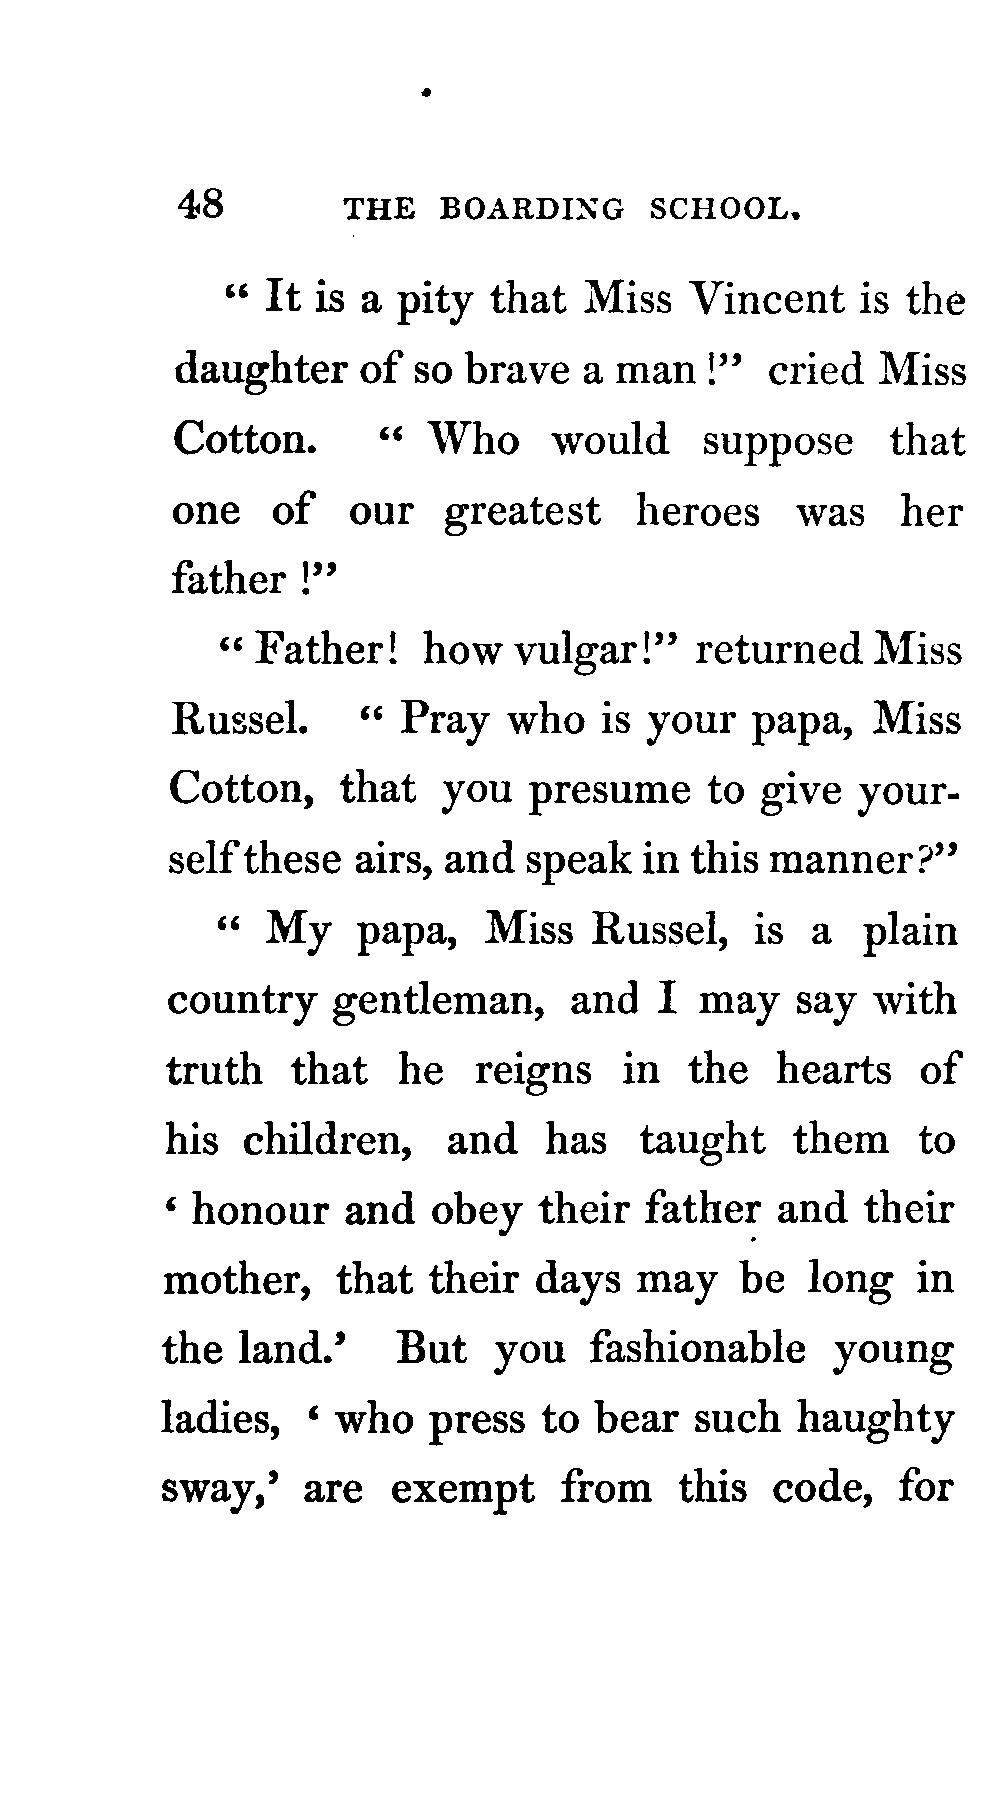 48 THE BOARDING SCHOOL.
“ It is a pity that Miss Vincent is the
daughter of so brave a man !” cried Miss
Cotton. “ Who would suppose that
one of our greatest heroes was her
father !”
“ Father! how vulgar!” returned Miss
Russel. “ Pray who is your papa, Miss
Cotton, that you presume to give your-
self these airs, and speak in this manner?”
“ My papa, Miss Russel, is a plain
country gentleman, and I may say with
truth that he reigns in the hearts of
his children, and has taught them to
‘ honour and obey their father and their
mother, that their days may be long in
the land.’ But you fashionable young
ladies, ‘ who press to bear such haughty
sway,’ are exempt from this code, for